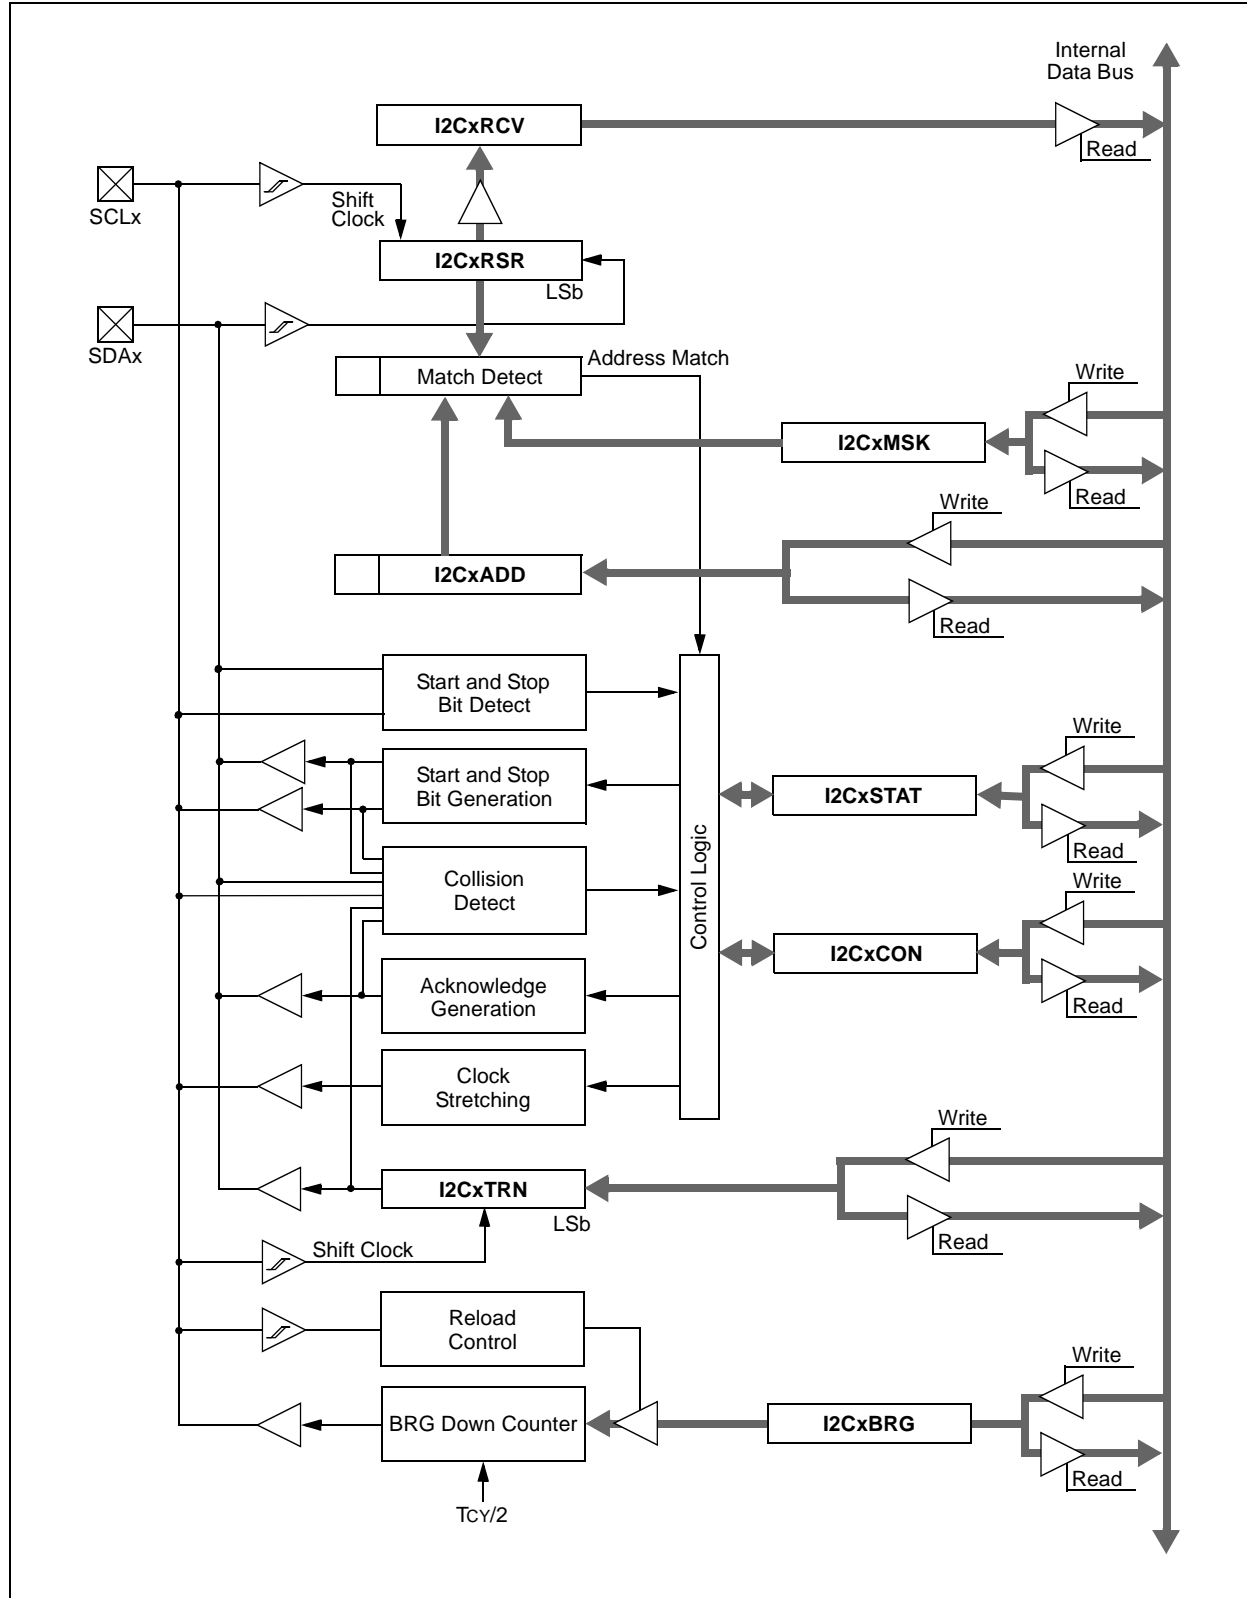 Internal
Data Bus
I2CxRCV
Read
SCLx
Shift
Clock
I2CxRSR
LSb
SDAx
Address Match
Match Detect
Write
I2CxMSK
Read
Write
I2CxADD
Read
Start and Stop
Bit Detect
Write
Start and Stop
Bit Generation
I2CxSTAT
Read
Control Logic
Collision
Detect
Write
I2CxCON
Read
Acknowledge
Generation
Clock
Stretching
Write
I2CxTRN
LSb
Read
Shift Clock
Reload
Control
Write
BRG Down Counter
I2CxBRG
Read
TCY/2